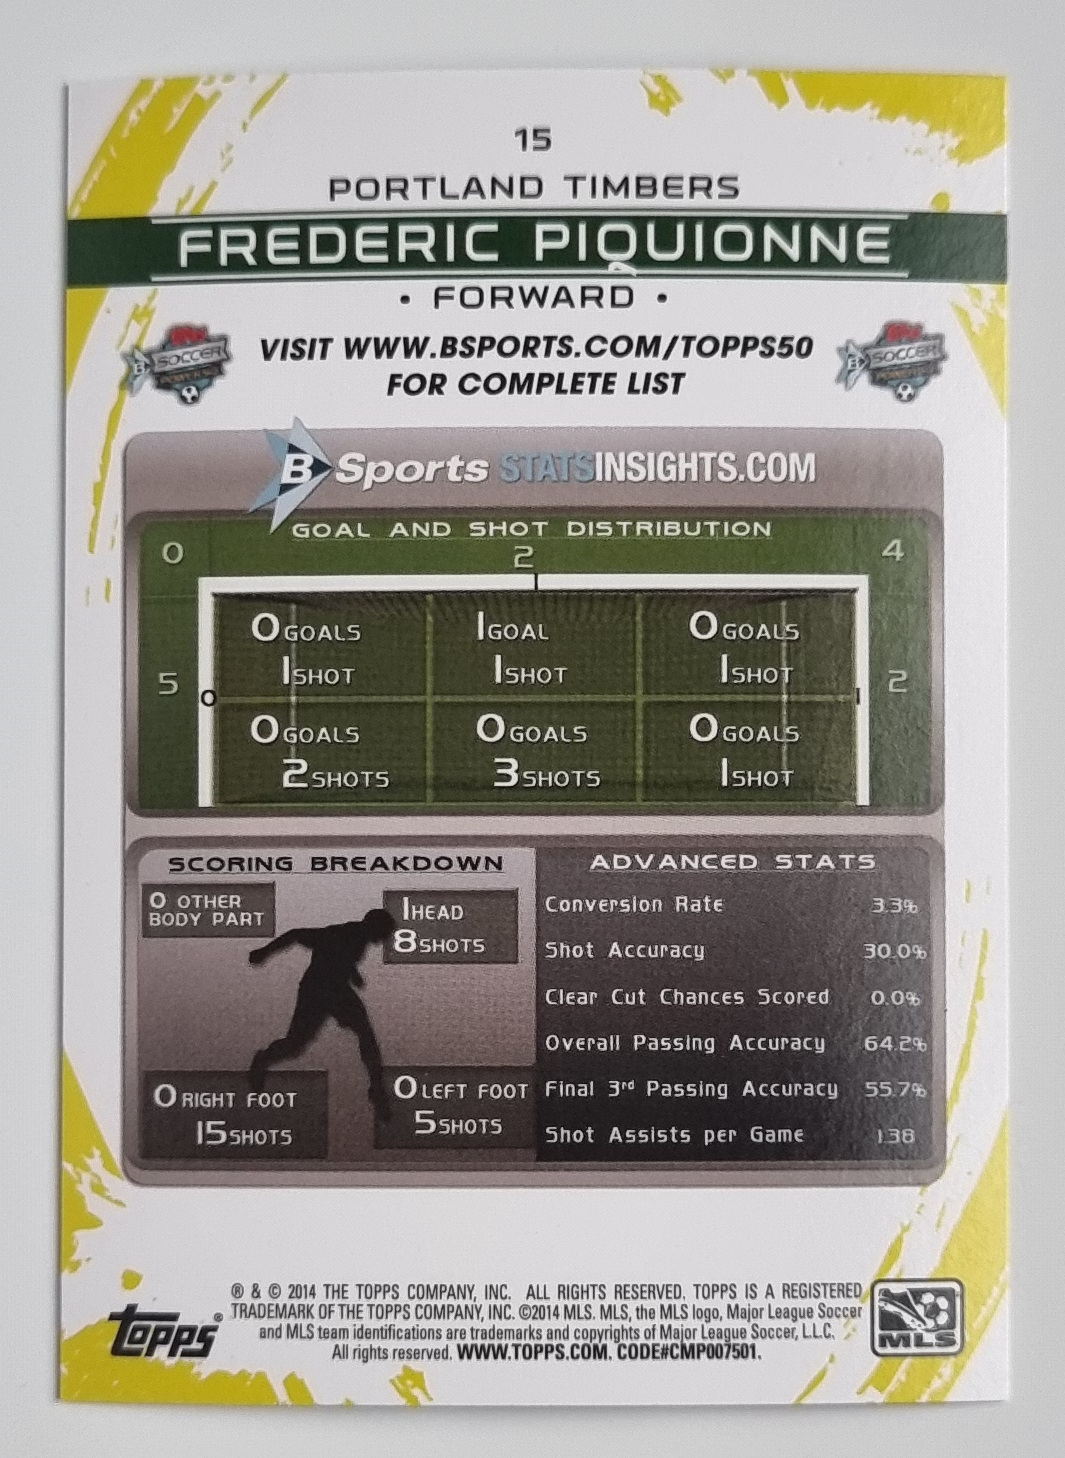 15
PORTLAND TIMBERS
FREDERIC PIQUIONNE
• FORWARD •
TOPPS
B SOCCER
VISIT WWW.BSPORTS.COM/TOPPS50
FOR COMPLETE LIST
TOPPS
B SOCCER
B Sports STATSINSIGHTS.COM
GOAL AND SHOT DISTRIBUTION
0 2 4
0 GOALS 1 GOAL 0 GOALS
1 SHOT 1 SHOT 1 SHOT
5 0 1 2
0 GOALS 0 GOALS 0 GOALS
2 SHOTS 3 SHOTS 1 SHOT
SCORING BREAKDOWN
0 OTHER
BODY PART
1 HEAD
8 SHOTS
0 RIGHT FOOT
15 SHOTS
0 LEFT FOOT
5 SHOTS
ADVANCED STATS
Conversion Rate 3.3%
Shot Accuracy 30.0%
Clear Cut Chances Scored 0.0%
Overall Passing Accuracy 64.2%
Final 3rd Passing Accuracy 55.7%
Shot Assists per Game 1.38
topps®
® & © 2014 THE TOPPS COMPANY, INC. ALL RIGHTS RESERVED. TOPPS IS A REGISTERED
TRADEMARK OF THE TOPPS COMPANY, INC. ©2014 MLS. MLS, the MLS logo, Major League Soccer
and MLS team identifications are trademarks and copyrights of Major League Soccer, L.L.C.
All rights reserved. WWW.TOPPS.COM. CODE#CMP007501.
MLS